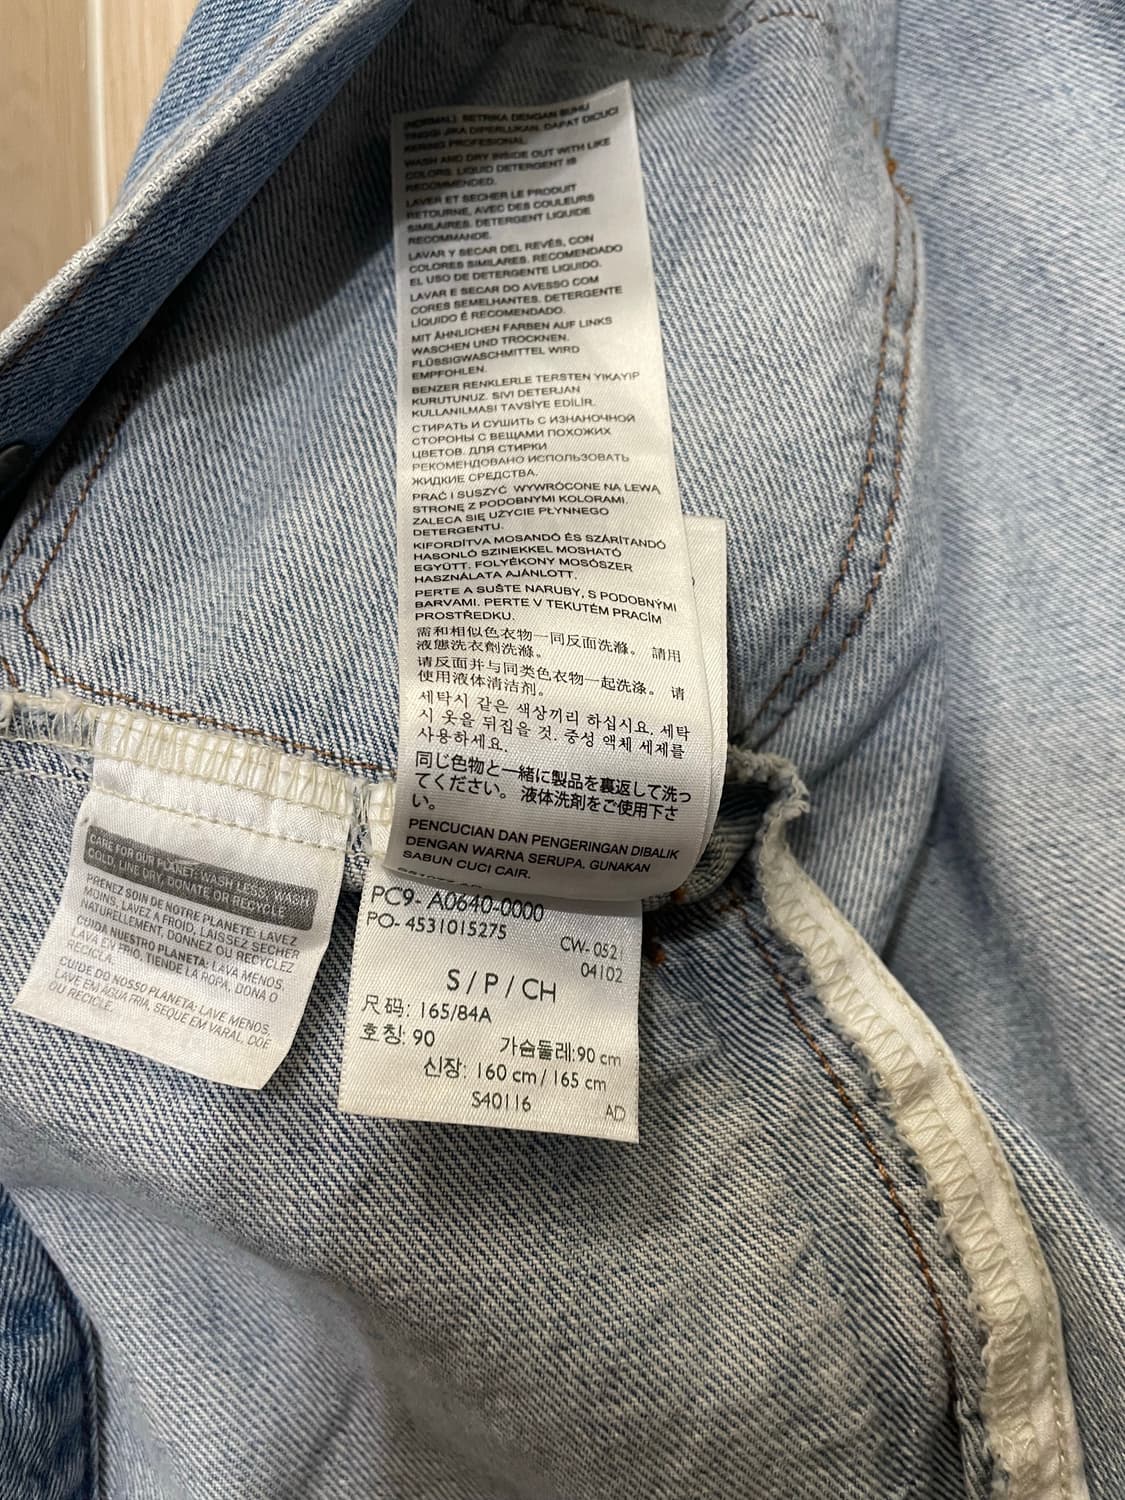 (NORMAL). SETRIKA DENGAN SUHU
TINGGI JIKA DIPERLUKAN. DAPAT DICUCI
KERING PROFESIONAL.
WASH AND DRY INSIDE OUT WITH LIKE
COLORS. LIQUID DETERGENT IS
RECOMMENDED.
LAVER ET SECHER LE PRODUIT
RETOURNE, AVEC DES COULEURS
SIMILAIRES. DETERGENT LIQUIDE
RECOMMANDE.
LAVAR Y SECAR DEL REVÉS, CON
COLORES SIMILARES. RECOMENDADO
EL USO DE DETERGENTE LIQUIDO.
LAVAR E SECAR DO AVESSO COM
CORES SEMELHANTES. DETERGENTE
LÍQUIDO É RECOMENDADO.
MIT ÄHNLICHEN FARBEN AUF LINKS
WASCHEN UND TROCKNEN.
FLÜSSIGWASCHMITTEL WIRD
EMPFOHLEN.
BENZER RENKLERLE TERSTEN YIKAYIP
KURUTUNUZ. SIVI DETERJAN
KULLANILMASI TAVSİYE EDİLİR.
СТИРАТЬ И СУШИТЬ С ИЗНАНОЧНОЙ
СТОРОНЫ С ВЕЩАМИ ПОХОЖИХ
ЦВЕТОВ. ДЛЯ СТИРКИ
РЕКОМЕНДОВАНО ИСПОЛЬЗОВАТЬ
ЖИДКИЕ СРЕДСТВА.
PRAĆ I SUSZYĆ WYWRÓCONE NA LEWĄ
STRONĘ Z PODOBNYMI KOLORAMI.
ZALECA SIĘ UŻYCIE PŁYNNEGO
DETERGENTU.
KIFORDÍTVA MOSANDÓ ÉS SZÁRÍTANDÓ
HASONLÓ SZINEKKEL MOSHATÓ
EGYÜTT. FOLYÉKONY MOSÓSZER
HASZNÁLATA AJÁNLOTT.
PERTE A SUŠTE NARUBY, S PODOBNÝMI
BARVAMI. PERTE V TEKUTÉM PRACÍM
PROSTŘEDKU.
需和相似色衣物一同反面洗滌。 請用
液態洗衣劑洗滌。
请反面并与同类色衣物一起洗涤。 请
使用液体清洁剂。
세탁시 같은 색상끼리 하십시요. 세탁
시 옷을 뒤집을 것. 중성 액체 세제를
사용하세요.
同じ色物と一緒に製品を裏返して洗っ
てください。 液体洗剤をご使用下さ
い。
PENCUCIAN DAN PENGERINGAN DIBALIK
DENGAN WARNA SERUPA. GUNAKAN
SABUN CUCI CAIR.
CARE FOR OUR PLANET: WASH LESS, WASH
COLD, LINE DRY, DONATE OR RECYCLE
PRENEZ SOIN DE NOTRE PLANETE: LAVEZ
MOINS, LAVEZ A FROID, LAISSEZ SECHER
NATURELLEMENT, DONNEZ OU RECYCLEZ
CUIDA NUESTRO PLANETA: LAVA MENOS,
LAVA EN FRIO, TIENDE LA ROPA, DONA O
RECICLA.
CUIDE DO NOSSO PLANETA: LAVE MENOS,
LAVE EM AGUA FRIA, SEQUE EM VARAL, DOE
OU RECICLE.
PC9- A0640-0000
PO- 4531015275
CW- 0521
04102
S / P / CH
尺码: 165/84A
호칭: 90 가슴둘레:90 cm
신장: 160 cm / 165 cm
S40116 AD